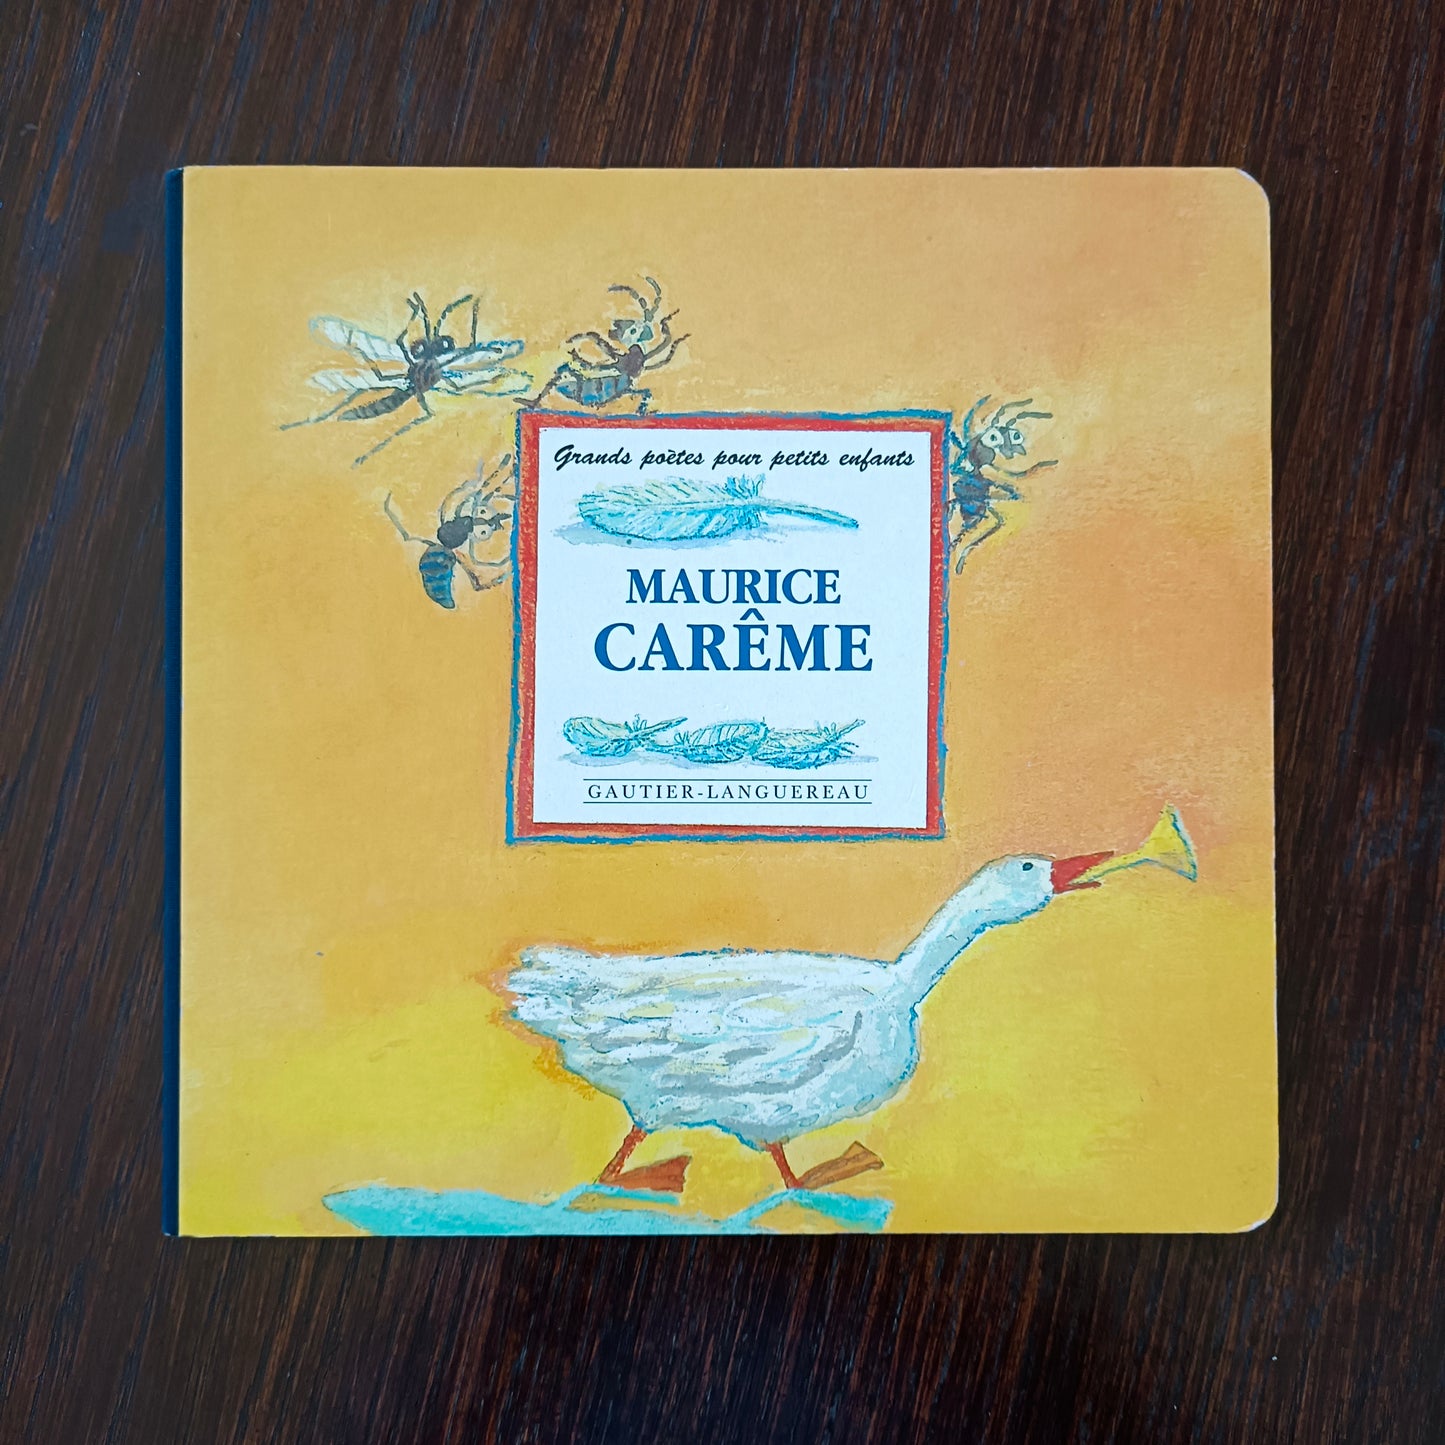 Grands poètes pour petits enfants
MAURICE
CARÊME
GAUTIER-LANGUEREAU